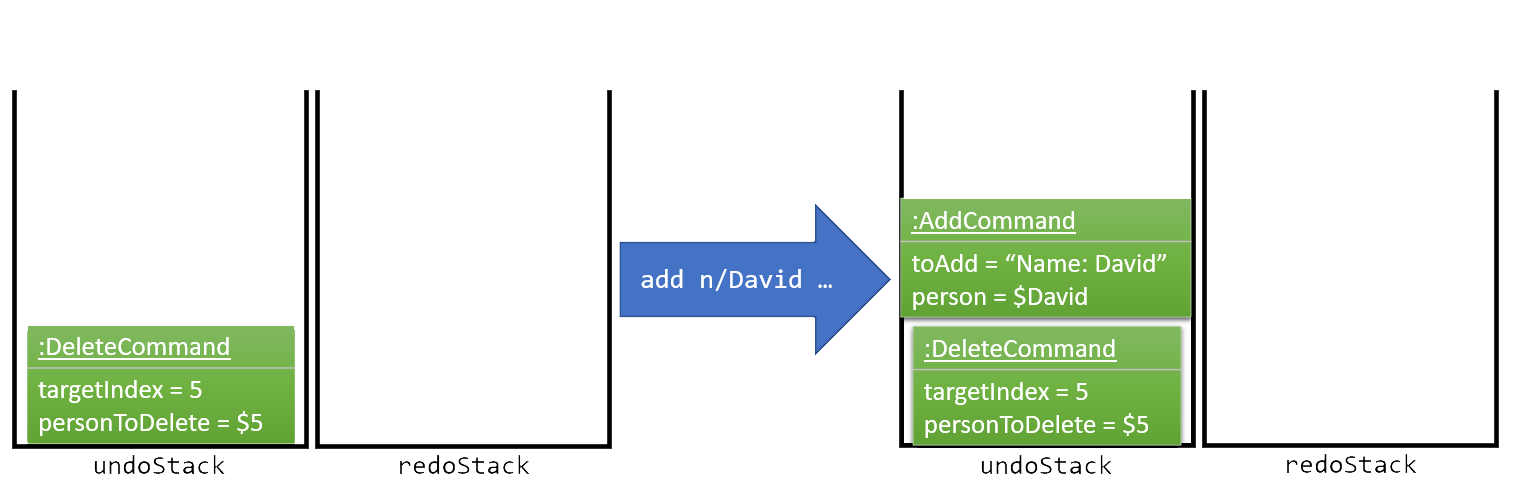 :DeleteCommand
targetIndex = 5
personToDelete = $5
undoStack
redoStack
add n/David …
:AddCommand
toAdd = “Name: David”
person = $David
:DeleteCommand
targetIndex = 5
personToDelete = $5
undoStack
redoStack